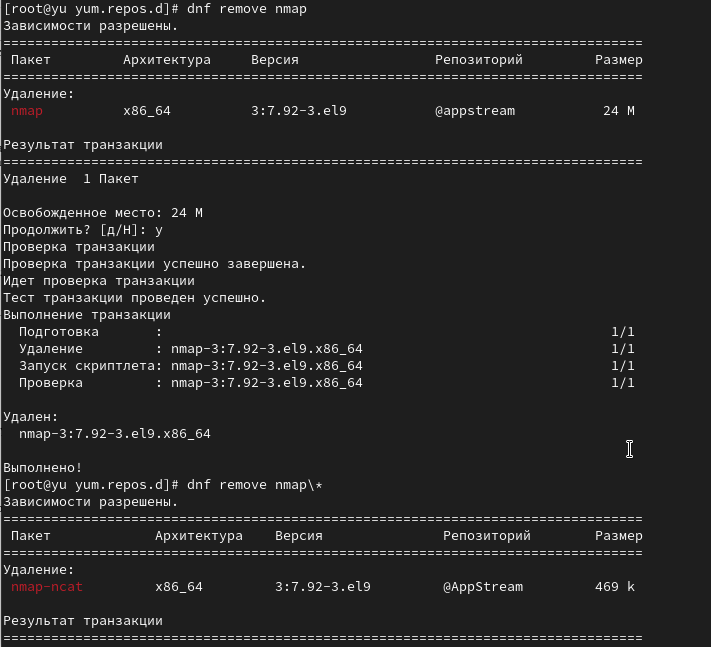 [root@yu yum.repos.d]# dnf remove nmap
Зависимости разрешены.
================================================================================
Пакет Архитектура Версия Репозиторий Размер
================================================================================
Удаление:
nmap x86_64 3:7.92-3.el9 @appstream 24 M
Результат транзакции
================================================================================
Удаление 1 Пакет
Освобожденное место: 24 M
Продолжить? [д/Н]: y
Проверка транзакции
Проверка транзакции успешно завершена.
Идет проверка транзакции
Тест транзакции проведен успешно.
Выполнение транзакции
Подготовка : 1/1
Удаление : nmap-3:7.92-3.el9.x86_64 1/1
Запуск скриптлета: nmap-3:7.92-3.el9.x86_64 1/1
Проверка : nmap-3:7.92-3.el9.x86_64 1/1
Удален:
nmap-3:7.92-3.el9.x86_64
Выполнено!
[root@yu yum.repos.d]# dnf remove nmap\*
Зависимости разрешены.
================================================================================
Пакет Архитектура Версия Репозиторий Размер
================================================================================
Удаление:
nmap-ncat x86_64 3:7.92-3.el9 @AppStream 469 k
Результат транзакции
================================================================================